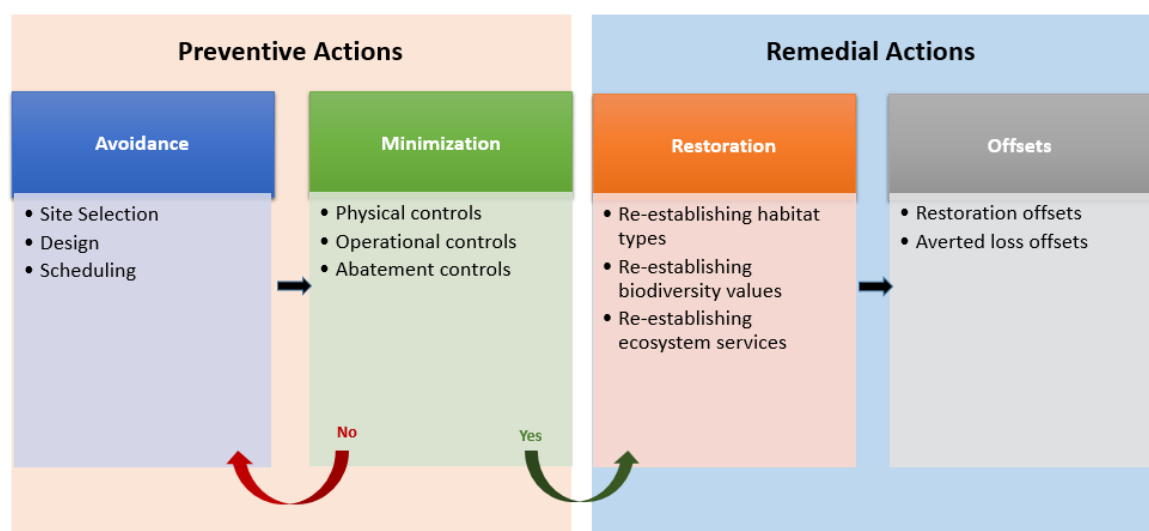 Preventive Actions
Remedial Actions
Avoidance
• Site Selection
• Design
• Scheduling
Minimization
• Physical controls
• Operational controls
• Abatement controls
No
Yes
Restoration
• Re-establishing habitat
types
• Re-establishing
biodiversity values
• Re-establishing
ecosystem services
Offsets
• Restoration offsets
• Averted loss offsets